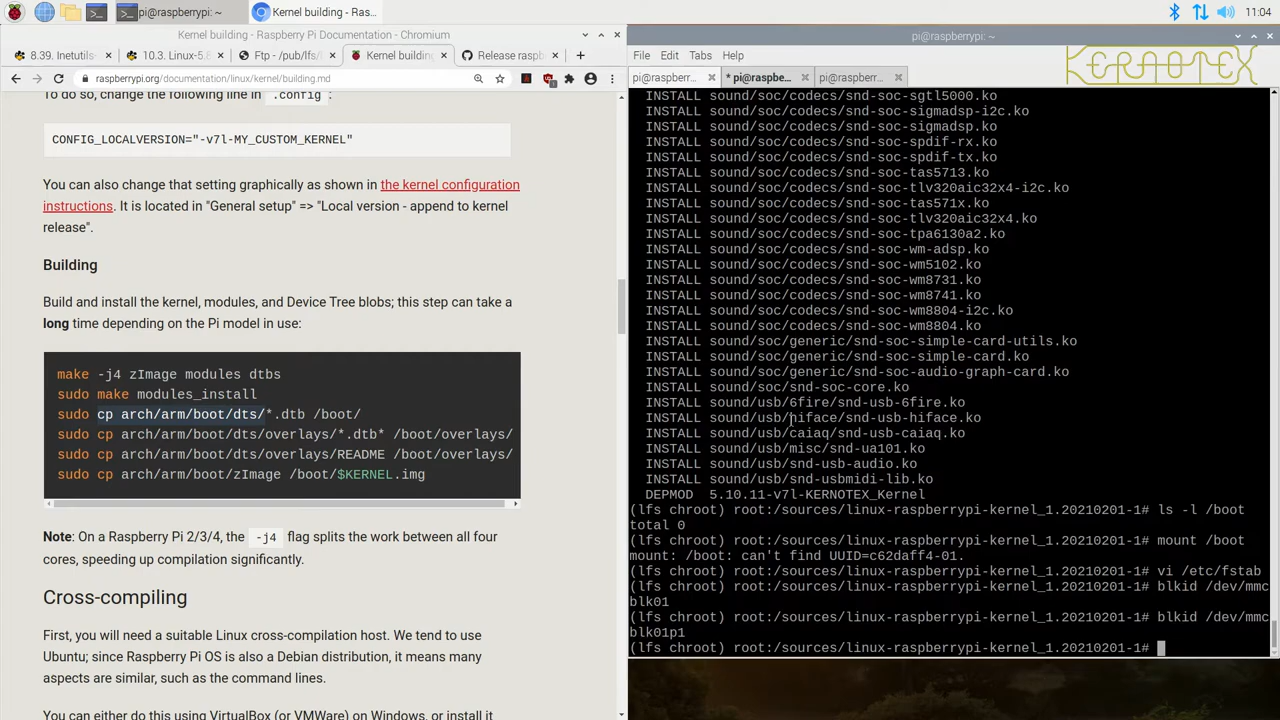 pi@raspberrypi: ~
Kernel building - Ras...
11:04
Kernel building - Raspberry Pi Documentation - Chromium
8.39. Inetutils-
10.3. Linux-5.8
Ftp - pub/lfs/
Kernel building
Release raspb
raspberrypi.org/documentation/linux/kernel/building.md
To do so, change the following line in .config :
CONFIG_LOCALVERSION="-v7l-MY_CUSTOM_KERNEL"
You can also change that setting graphically as shown in the kernel configuration
instructions. It is located in "General setup" => "Local version - append to kernel
release".
Building
Build and install the kernel, modules, and Device Tree blobs; this step can take a
long time depending on the Pi model in use:
make -j4 zImage modules dtbs
sudo make modules_install
sudo cp arch/arm/boot/dts/*.dtb /boot/
sudo cp arch/arm/boot/dts/overlays/*.dtb* /boot/overlays/
sudo cp arch/arm/boot/dts/overlays/README /boot/overlays/
sudo cp arch/arm/boot/zImage /boot/$KERNEL.img
Note: On a Raspberry Pi 2/3/4, the -j4 flag splits the work between all four
cores, speeding up compilation significantly.
Cross-compiling
First, you will need a suitable Linux cross-compilation host. We tend to use
Ubuntu; since Raspberry Pi OS is also a Debian distribution, it means many
aspects are similar, such as the command lines.
You can either do this using VirtualBox (or VMWare) on Windows, or install it
pi@raspberrypi: ~
File Edit Tabs Help
KERNOTEX
pi@raspberr...
* pi@raspbe...
pi@raspberr...
INSTALL sound/soc/codecs/snd-soc-sgtl5000.ko
INSTALL sound/soc/codecs/snd-soc-sigmadsp-i2c.ko
INSTALL sound/soc/codecs/snd-soc-sigmadsp.ko
INSTALL sound/soc/codecs/snd-soc-spdif-rx.ko
INSTALL sound/soc/codecs/snd-soc-spdif-tx.ko
INSTALL sound/soc/codecs/snd-soc-tas5713.ko
INSTALL sound/soc/codecs/snd-soc-tlv320aic32x4-i2c.ko
INSTALL sound/soc/codecs/snd-soc-tas571x.ko
INSTALL sound/soc/codecs/snd-soc-tlv320aic32x4.ko
INSTALL sound/soc/codecs/snd-soc-tpa6130a2.ko
INSTALL sound/soc/codecs/snd-soc-wm-adsp.ko
INSTALL sound/soc/codecs/snd-soc-wm5102.ko
INSTALL sound/soc/codecs/snd-soc-wm8731.ko
INSTALL sound/soc/codecs/snd-soc-wm8741.ko
INSTALL sound/soc/codecs/snd-soc-wm8804-i2c.ko
INSTALL sound/soc/codecs/snd-soc-wm8804.ko
INSTALL sound/soc/generic/snd-soc-simple-card-utils.ko
INSTALL sound/soc/generic/snd-soc-simple-card.ko
INSTALL sound/soc/generic/snd-soc-audio-graph-card.ko
INSTALL sound/soc/snd-soc-core.ko
INSTALL sound/usb/6fire/snd-usb-6fire.ko
INSTALL sound/usb/hiface/snd-usb-hiface.ko
INSTALL sound/usb/caiaq/snd-usb-caiaq.ko
INSTALL sound/usb/misc/snd-ua101.ko
INSTALL sound/usb/snd-usb-audio.ko
INSTALL sound/usb/snd-usbmidi-lib.ko
DEPMOD 5.10.11-v7l-KERNOTEX_Kernel
(lfs chroot) root:/sources/linux-raspberrypi-kernel_1.20210201-1# ls -l /boot
total 0
(lfs chroot) root:/sources/linux-raspberrypi-kernel_1.20210201-1# mount /boot
mount: /boot: can't find UUID=c62daff4-01.
(lfs chroot) root:/sources/linux-raspberrypi-kernel_1.20210201-1# vi /etc/fstab
(lfs chroot) root:/sources/linux-raspberrypi-kernel_1.20210201-1# blkid /dev/mmc
blk01
(lfs chroot) root:/sources/linux-raspberrypi-kernel_1.20210201-1# blkid /dev/mmc
blk01p1
(lfs chroot) root:/sources/linux-raspberrypi-kernel_1.20210201-1#